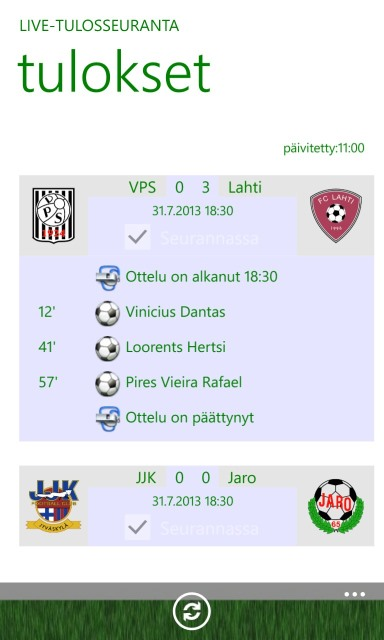 LIVE-TULOSSEURANTA
tulokset
päivitetty:11:00
VPS 0 3 Lahti
31.7.2013 18:30
Seurannassa
VPS
FC LAHTI
Ottelu on alkanut 18:30
12' Vinicius Dantas
41' Loorents Hertsi
57' Pires Vieira Rafael
Ottelu on päättynyt
JJK 0 0 Jaro
31.7.2013 18:30
Seurannassa
JJK
JYVÄSKYLÄ
JARO
65